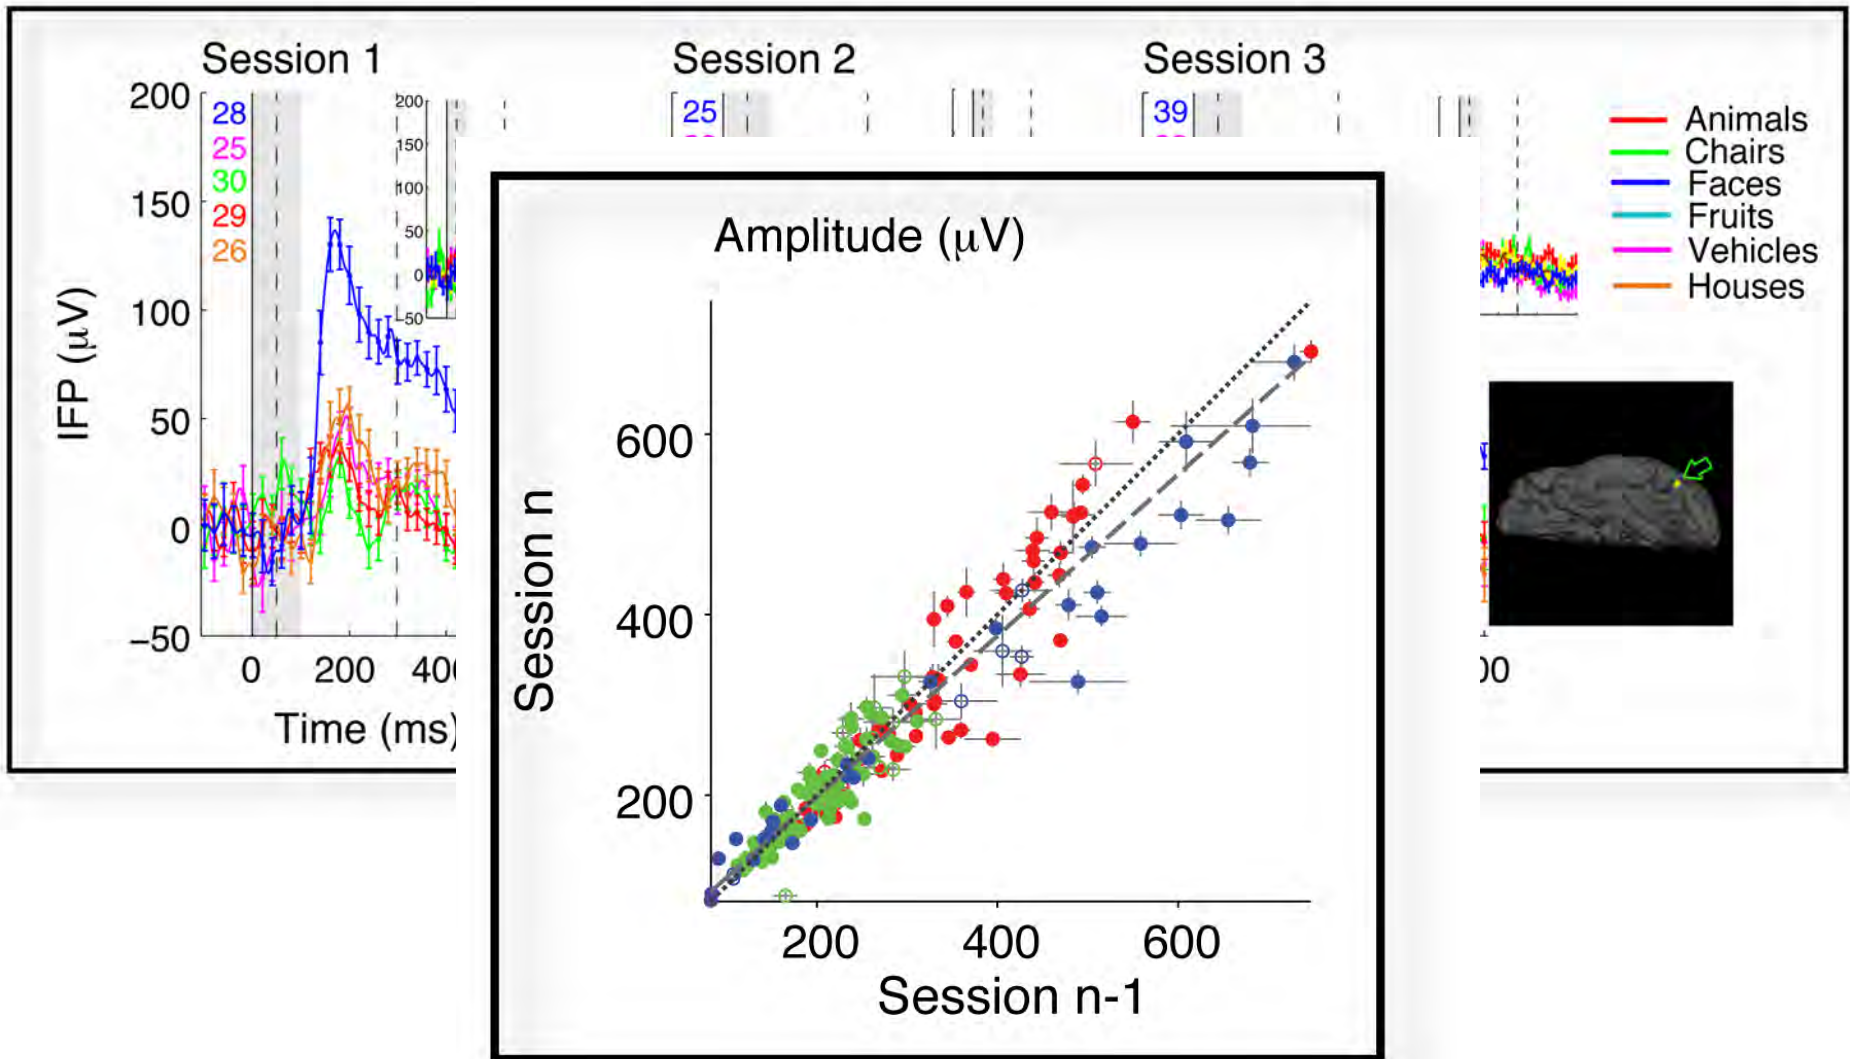 Session 1
Session 2
Session 3
200
150
100
50
0
−50
IFP (μV)
28
25
30
29
26
0
200
Time (ms)
200
150
100
50
0
−50
25
39
Animals
Chairs
Faces
Fruits
Vehicles
Houses
Amplitude (μV)
Session n
600
400
200
200
400
600
Session n-1